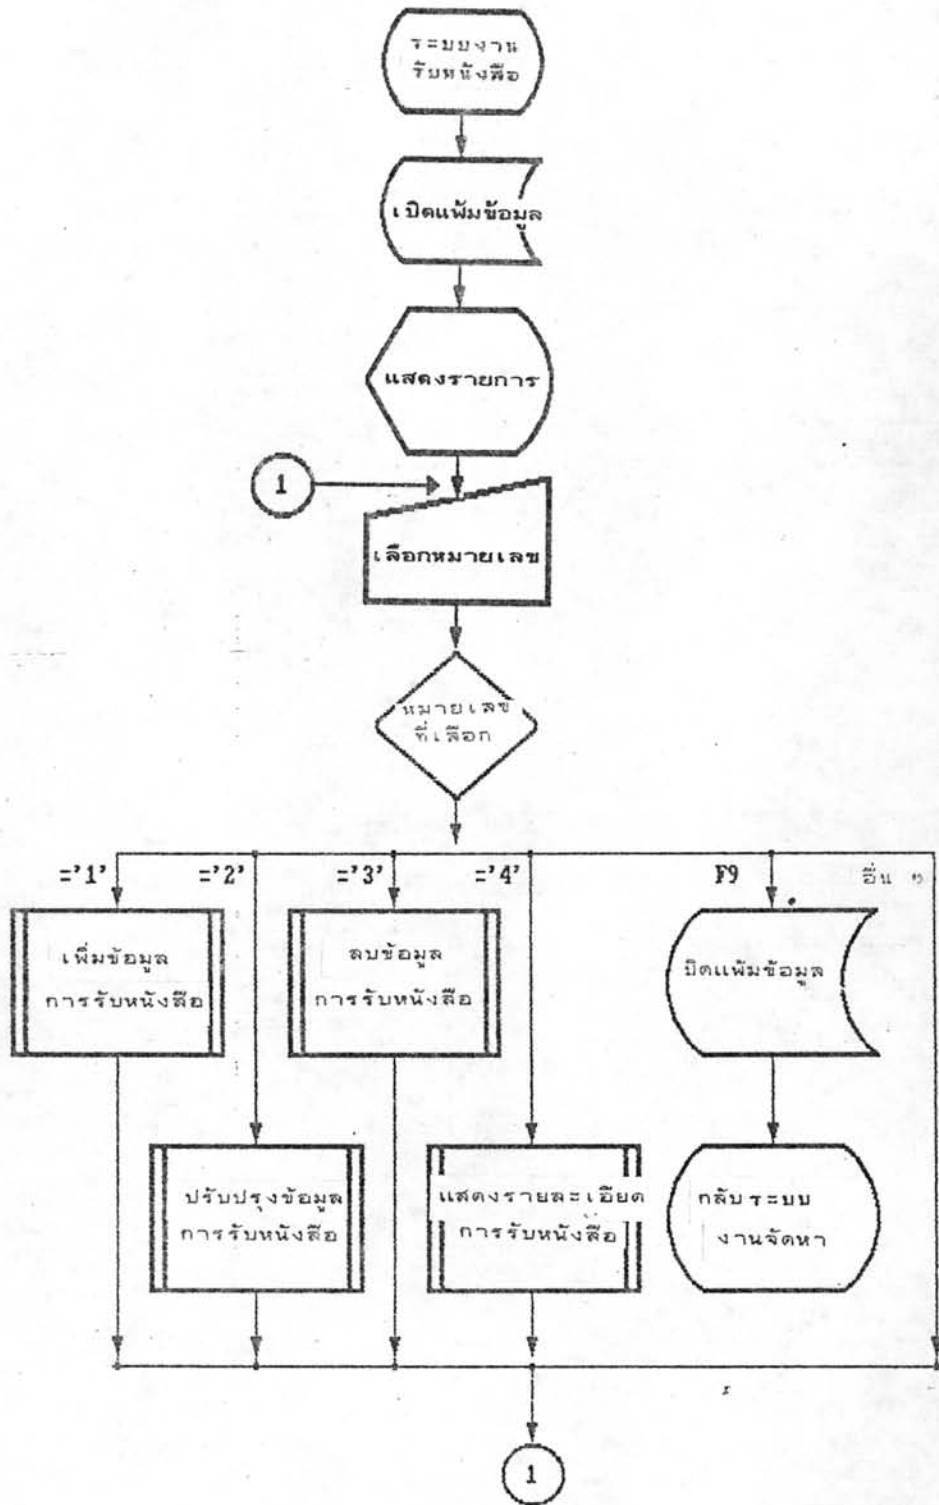 ระบบงาน
รับหนังสือ
เปิดแฟ้มข้อมูล
แสดงรายการ
1
เลือกหมายเลข
หมายเลข
ที่เลือก
='1' ='2' ='3' ='4' F9 อื่น ๆ
เพิ่มข้อมูล
การรับหนังสือ
ลบข้อมูล
การรับหนังสือ
ปิดแฟ้มข้อมูล
ปรับปรุงข้อมูล
การรับหนังสือ
แสดงรายละเอียด
การรับหนังสือ
กลับระบบ
งานจัดหา
1